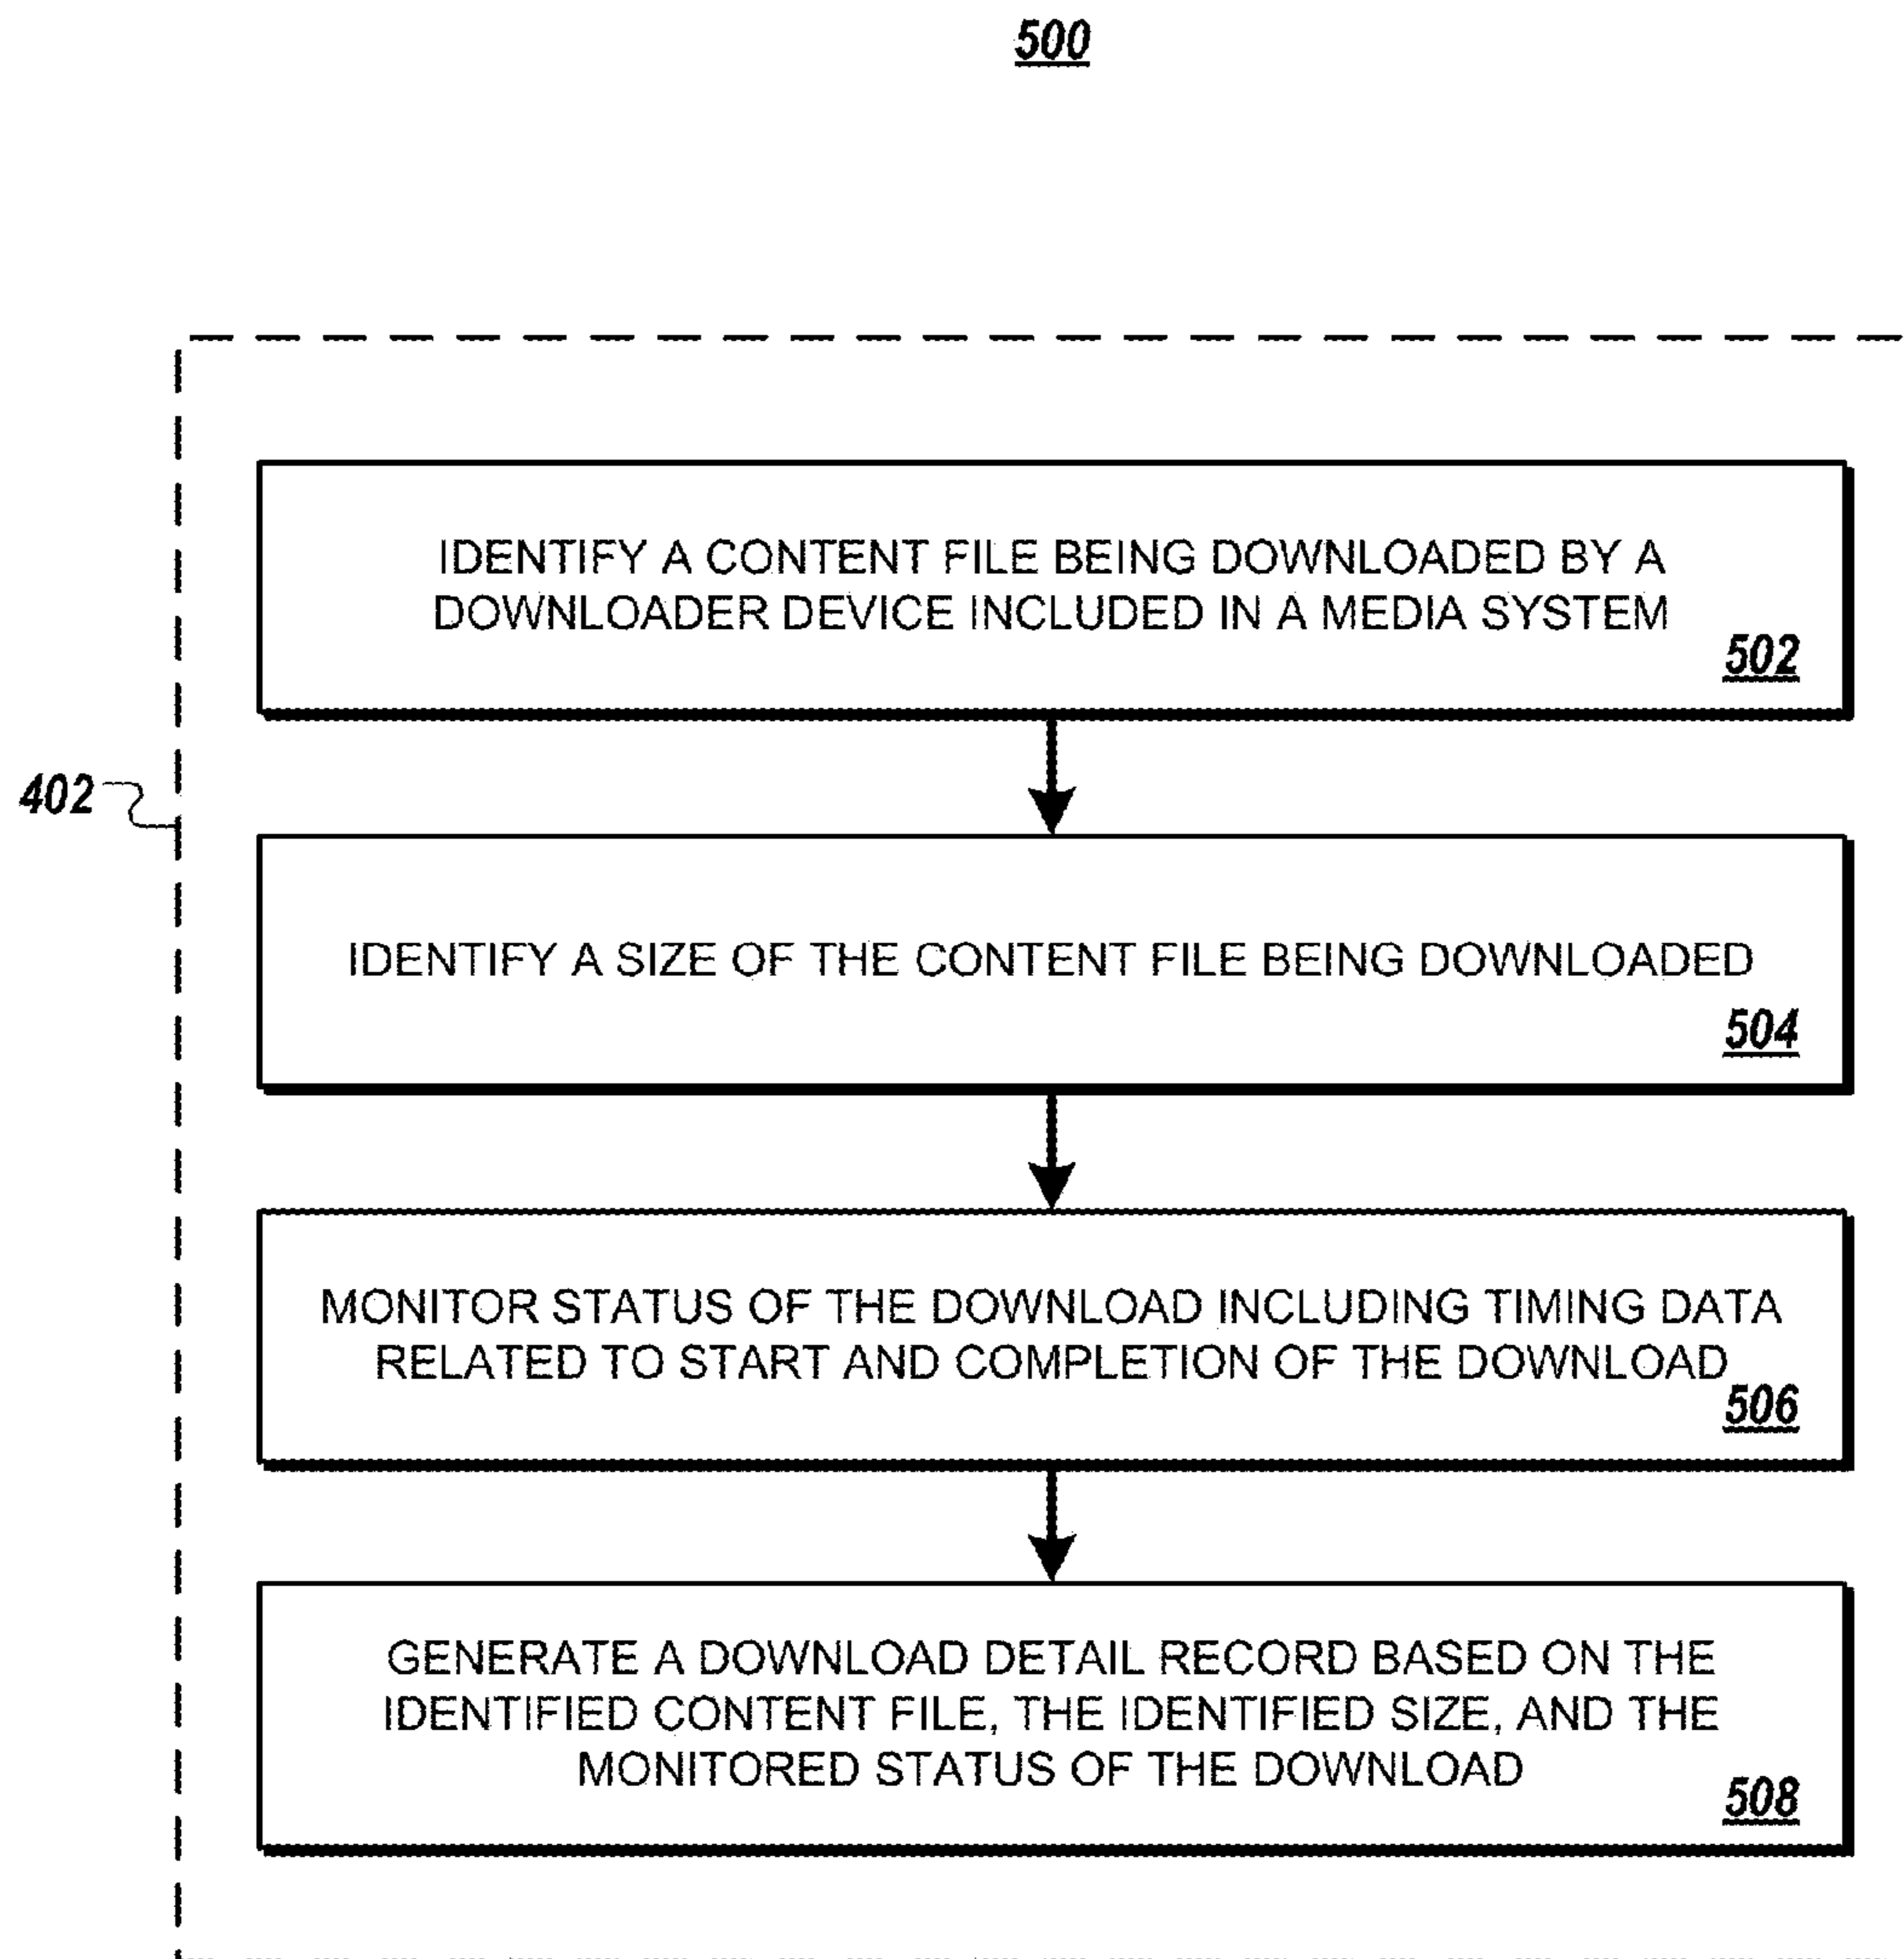 500
IDENTIFY A CONTENT FILE BEING DOWNLOADED BY A
DOWNLOADER DEVICE INCLUDED IN A MEDIA SYSTEM
502
402
IDENTIFY A SIZE OF THE CONTENT FILE BEING DOWNLOADED
504
MONITOR STATUS OF THE DOWNLOAD INCLUDING TIMING DATA
RELATED TO START AND COMPLETION OF THE DOWNLOAD
506
GENERATE A DOWNLOAD DETAIL RECORD BASED ON THE
IDENTIFIED CONTENT FILE, THE IDENTIFIED SIZE, AND THE
MONITORED STATUS OF THE DOWNLOAD
508